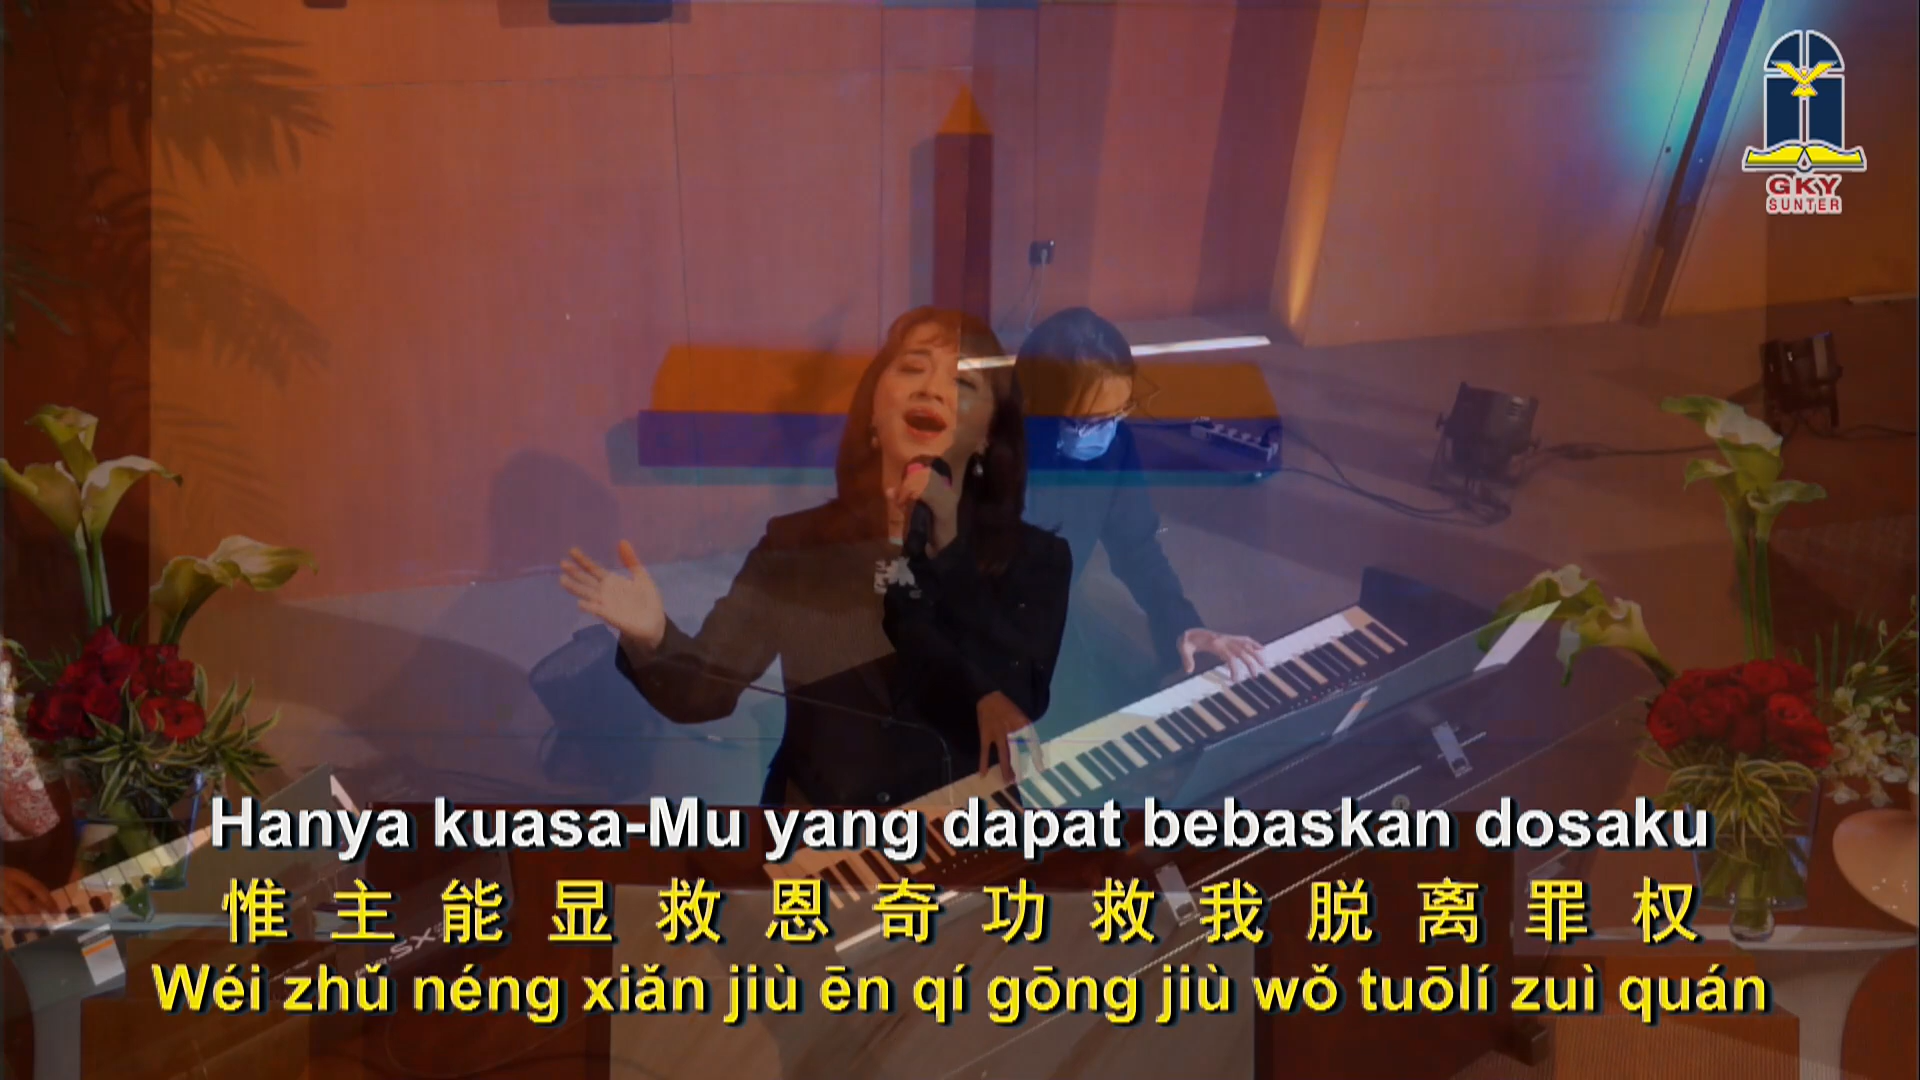 GKY
SUNTER
Hanya kuasa-Mu yang dapat bebaskan dosaku
惟主能显救恩奇功救我脱离罪权
Wéi zhǔ néng xiǎn jiù ēn qí gōng jiù wǒ tuōlí zuì quán